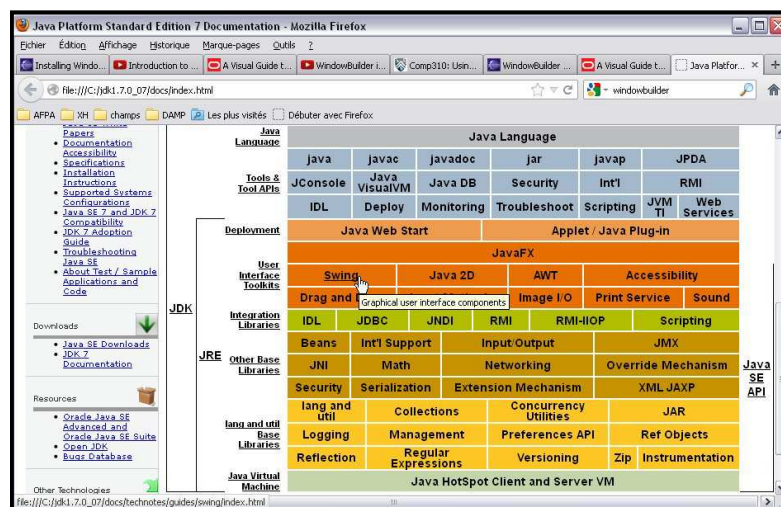 Java Platform Standard Edition 7 Documentation - Mozilla Firefox
Fichier Édition Affichage Historique Marque-pages Outils ?
Installing Windo... Introduction to ... A Visual Guide t... WindowBuilder i... Comp310: Usin... WindowBuilder ... A Visual Guide t... Java Platfor... × +
file:///C:/jdk1.7.0_07/docs/index.html windowbuilder
AFPA XH champs DAMP Les plus visités Débuter avec Firefox
Papers
Documentation
Accessibility
Specifications
Installation
Instructions
Supported Systems
Configurations
Java SE 7 and JDK 7
Compatibility
JDK 7 Adoption
Guide
Troubleshooting
Java SE
About Test / Sample
Applications and
Code
Downloads
Java SE Downloads
JDK 7
Documentation
Resources
Oracle Java SE
Advanced and
Oracle Java SE Suite
Open JDK
Bugs Database
Other Technologies
JDK
JRE
Java
Language
Java Language
Tools &
Tool APIs
java javac javadoc jar javap JPDA
JConsole Java VisualVM Java DB Security Int'l RMI
IDL Deploy Monitoring Troubleshoot Scripting JVM TI Web Services
Deployment
Java Web Start Applet / Java Plug-in
User
Interface
Toolkits
JavaFX
Swing Java 2D AWT Accessibility
Drag and Image I/O Print Service Sound
Graphical user interface components
Integration
Libraries
IDL JDBC JNDI RMI RMI-IIOP Scripting
Other Base
Libraries
Beans Int'l Support Input/Output JMX
JNI Math Networking Override Mechanism
Security Serialization Extension Mechanism XML JAXP
lang and util
Base
Libraries
lang and util Collections Concurrency Utilities JAR
Logging Management Preferences API Ref Objects
Reflection Regular Expressions Versioning Zip Instrumentation
Java Virtual
Machine
Java HotSpot Client and Server VM
Java
SE
API
file:///C:/jdk1.7.0_07/docs/technotes/guides/swing/index.html